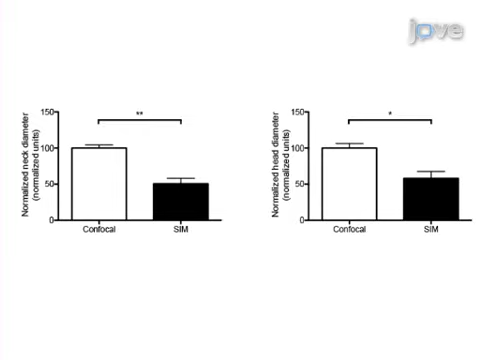 jove
Normalized neck diameter
(normalized units)
150
100
50
0
**
Confocal
SIM
Normalized head diameter
(normalized units)
150
100
50
0
*
Confocal
SIM